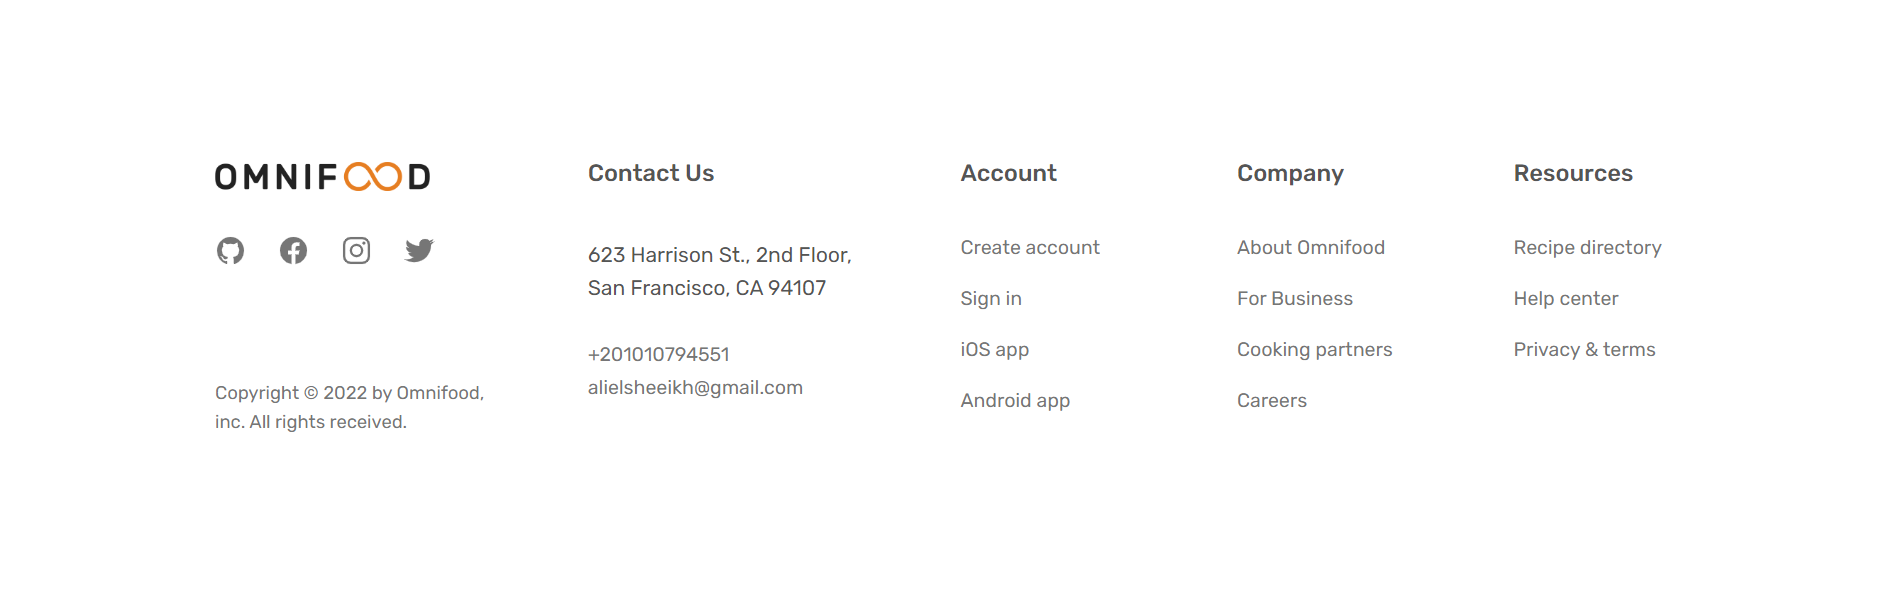 OMNIFOOD
Copyright © 2022 by Omnifood,
inc. All rights received.
Contact Us
623 Harrison St., 2nd Floor,
San Francisco, CA 94107
+201010794551
alielsheeikh@gmail.com
Account
Create account
Sign in
iOS app
Android app
Company
About Omnifood
For Business
Cooking partners
Careers
Resources
Recipe directory
Help center
Privacy & terms